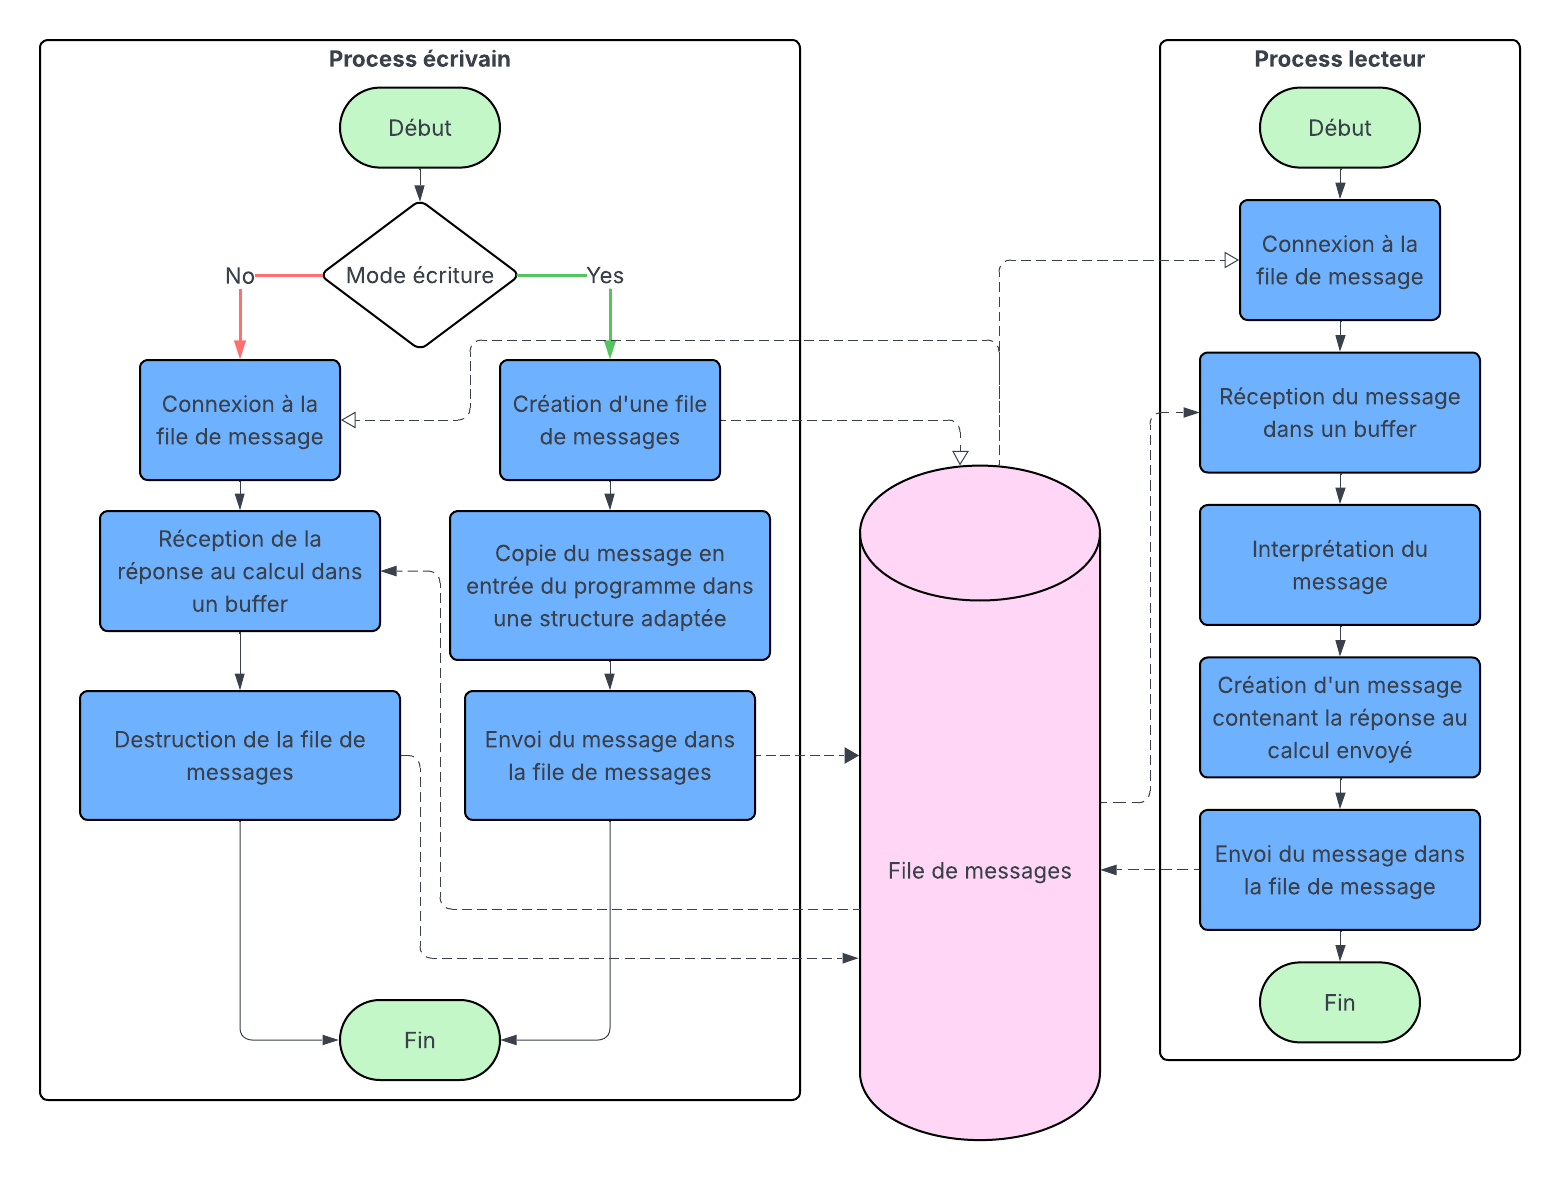 Process écrivain
Début
Mode écriture
No
Yes
Connexion à la
file de message
Création d'une file
de messages
Réception de la
réponse au calcul dans
un buffer
Copie du message en
entrée du programme dans
une structure adaptée
Destruction de la file de
messages
Envoi du message dans
la file de messages
Fin
File de messages
Process lecteur
Début
Connexion à la
file de message
Réception du message
dans un buffer
Interprétation du
message
Création d'un message
contenant la réponse au
calcul envoyé
Envoi du message dans
la file de message
Fin